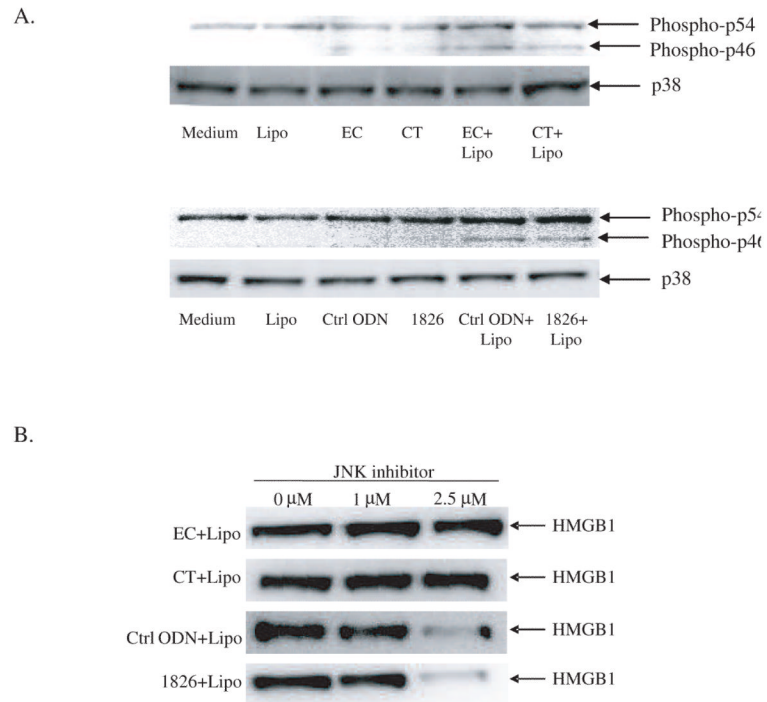 A.
Phospho-p54
Phospho-p46
p38
Medium Lipo EC CT EC+ CT+
Lipo Lipo
Phospho-p54
Phospho-p46
p38
Medium Lipo Ctrl ODN 1826 Ctrl ODN+ 1826+
Lipo Lipo
B.
JNK inhibitor
0 µM 1 µM 2.5 µM
EC+Lipo HMGB1
CT+Lipo HMGB1
Ctrl ODN+Lipo HMGB1
1826+Lipo HMGB1